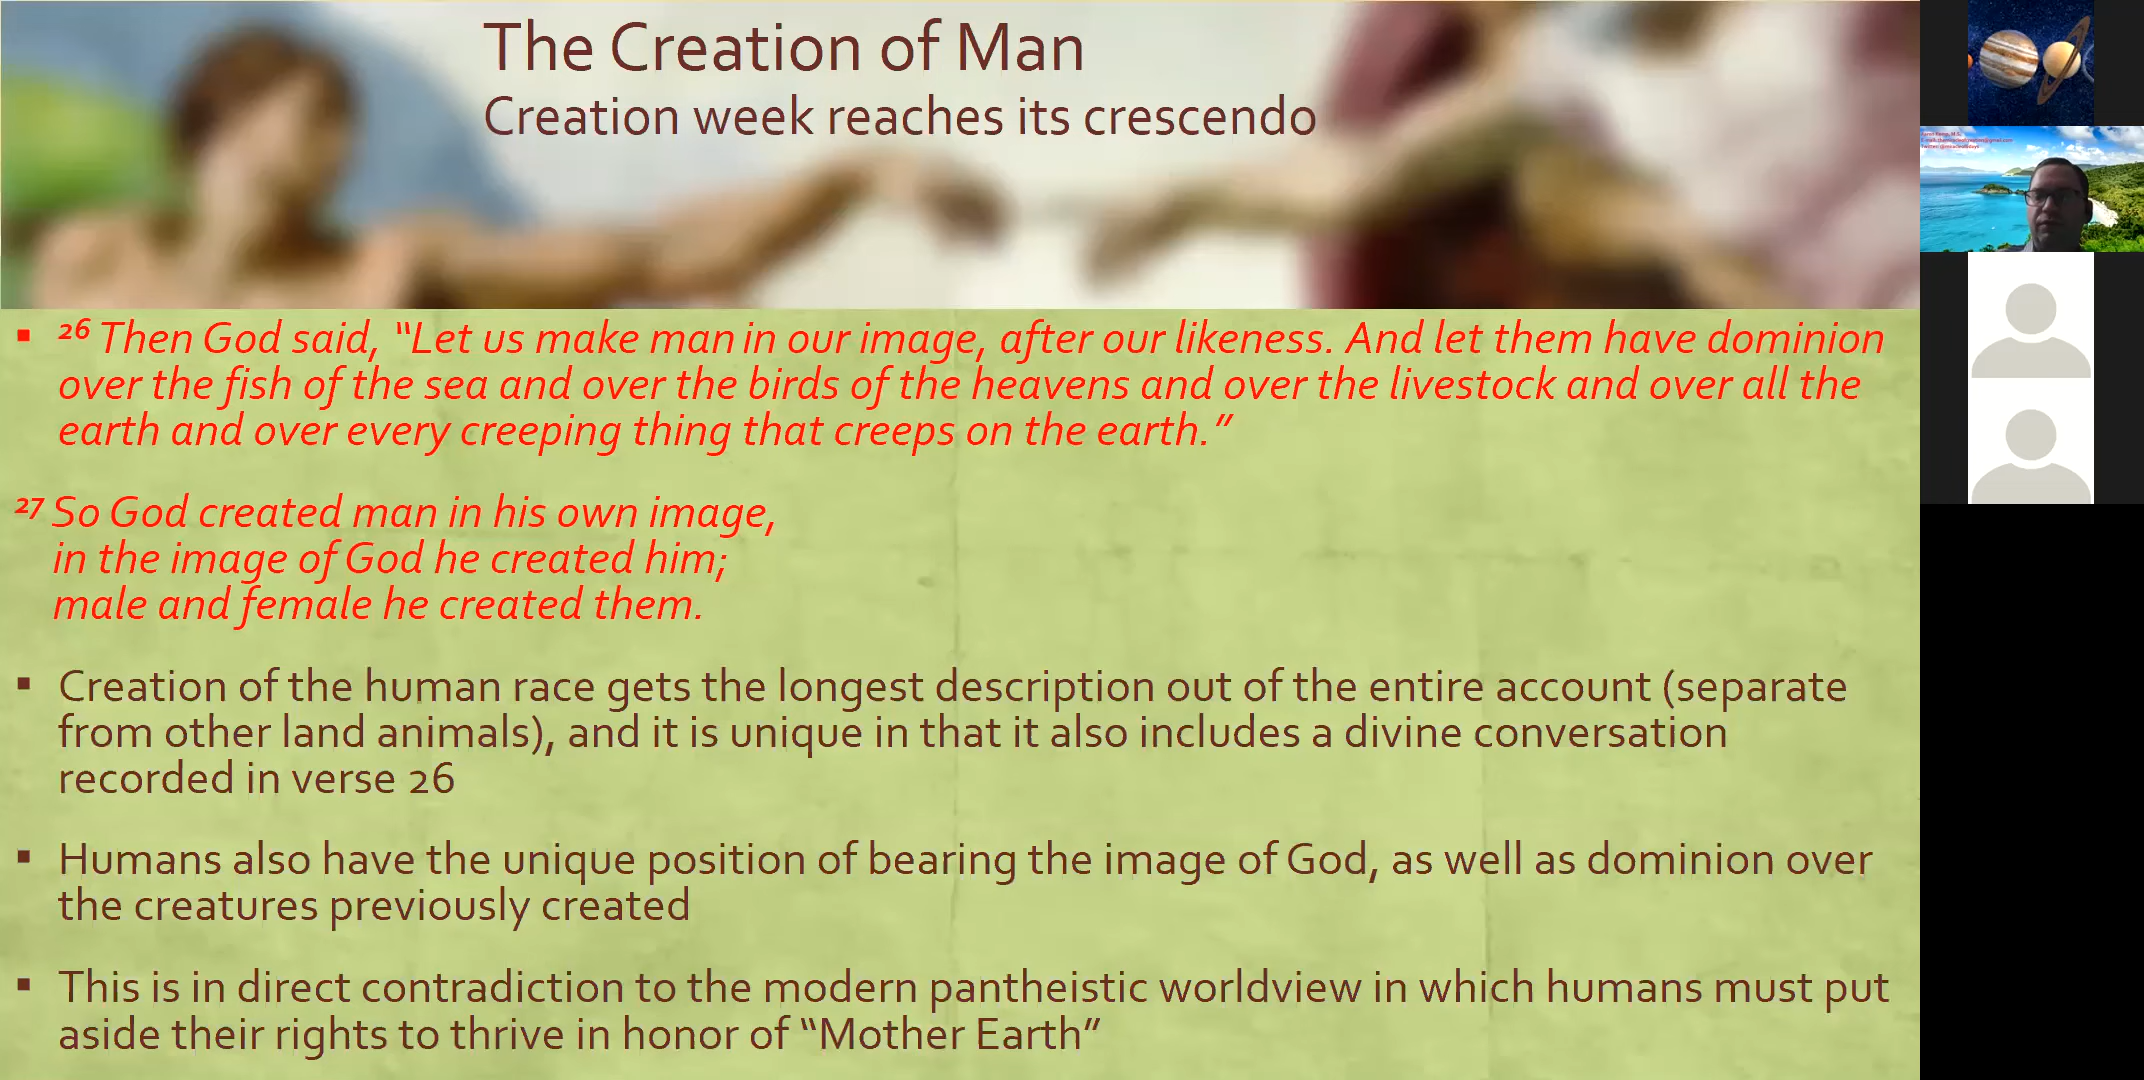 The Creation of Man
Creation week reaches its crescendo
▪ 26 Then God said, “Let us make man in our image, after our likeness. And let them have dominion
over the fish of the sea and over the birds of the heavens and over the livestock and over all the
earth and over every creeping thing that creeps on the earth.”
27 So God created man in his own image,
in the image of God he created him;
male and female he created them.
▪ Creation of the human race gets the longest description out of the entire account (separate
from other land animals), and it is unique in that it also includes a divine conversation
recorded in verse 26
▪ Humans also have the unique position of bearing the image of God, as well as dominion over
the creatures previously created
▪ This is in direct contradiction to the modern pantheistic worldview in which humans must put
aside their rights to thrive in honor of “Mother Earth”